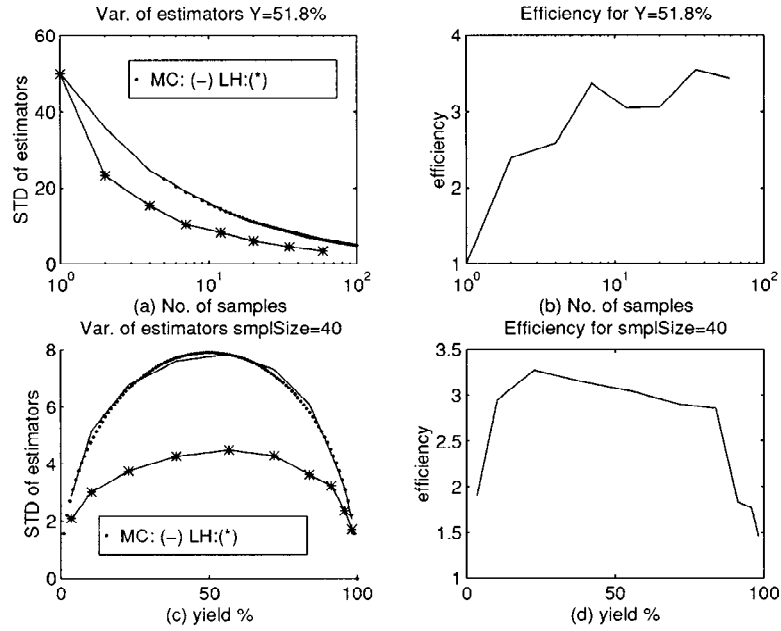 Var. of estimators Y=51.8%
60
40
20
0
STD of estimators
• MC: (−) LH:(*)
10^0
10^1
10^2
(a) No. of samples
Efficiency for Y=51.8%
4
3
2
1
efficiency
10^0
10^1
10^2
(b) No. of samples
Var. of estimators smplSize=40
8
6
4
2
0
STD of estimators
• MC: (−) LH:(*)
0
50
100
(c) yield %
Efficiency for smplSize=40
3.5
3
2.5
2
1.5
1
efficiency
0
50
100
(d) yield %